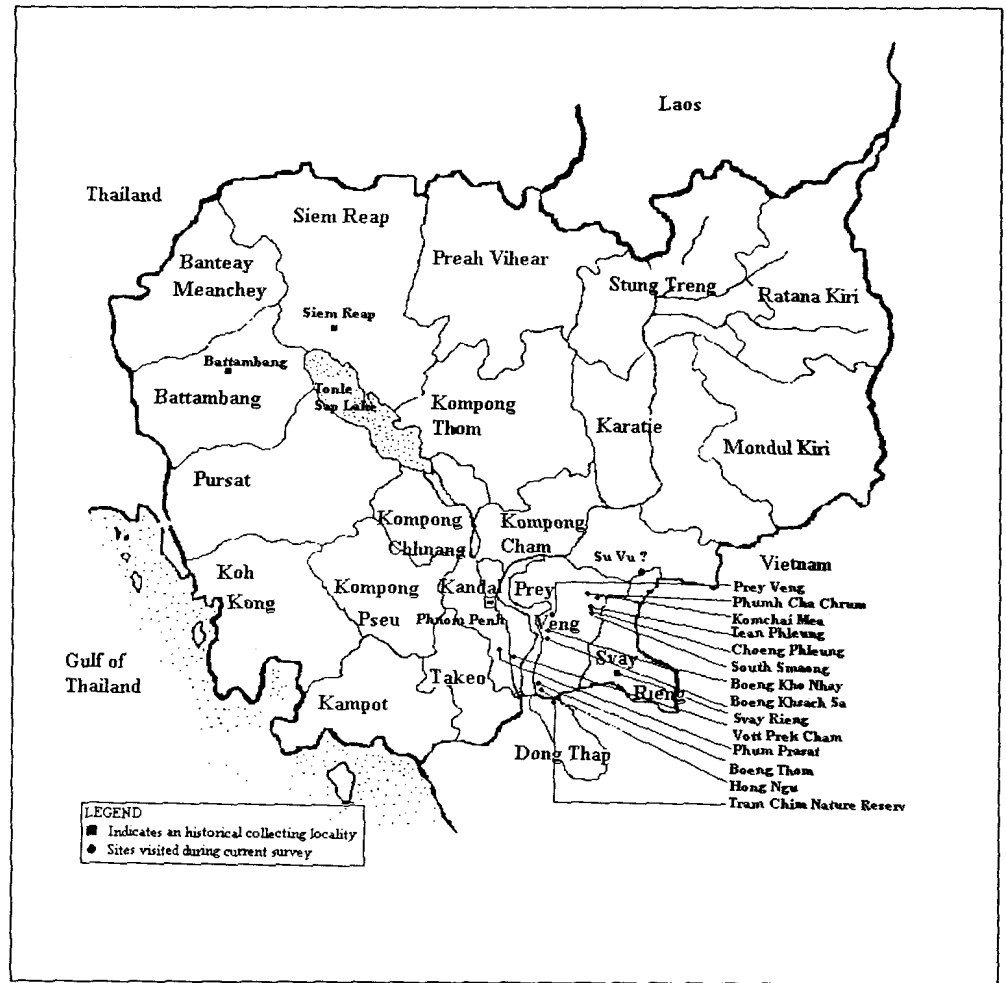 Laos
Thailand
Siem Reap
Preah Vihear
Banteay
Meanchey
Stung Treng
Ratana Kiri
Siem Reap
Battambang
Battambang
Tonle
Sap Lake
Kompong
Thom
Karatie
Mondul Kiri
Pursat
Kompong
Chhnang
Kompong
Cham
Su Vu ?
Vietnam
Koh
Kong
Kompong
Pseu
Kandal
Prey
Veng
Phnom Penh
Prey Veng
Phumh Cha Chrum
Komchai Mea
Tean Phleung
Choeng Phleung
South Smaong
Boeng Kho Nhay
Boeng Khsach Sa
Svay Rieng
Vott Prek Cham
Phum Prasat
Boeng Thom
Hong Ngu
Tram Chim Nature Reserv
Svay
Rieng
Gulf of
Thailand
Takeo
Kampot
Dong Thap
LEGEND
Indicates an historical collecting locality
Sites visited during current survey